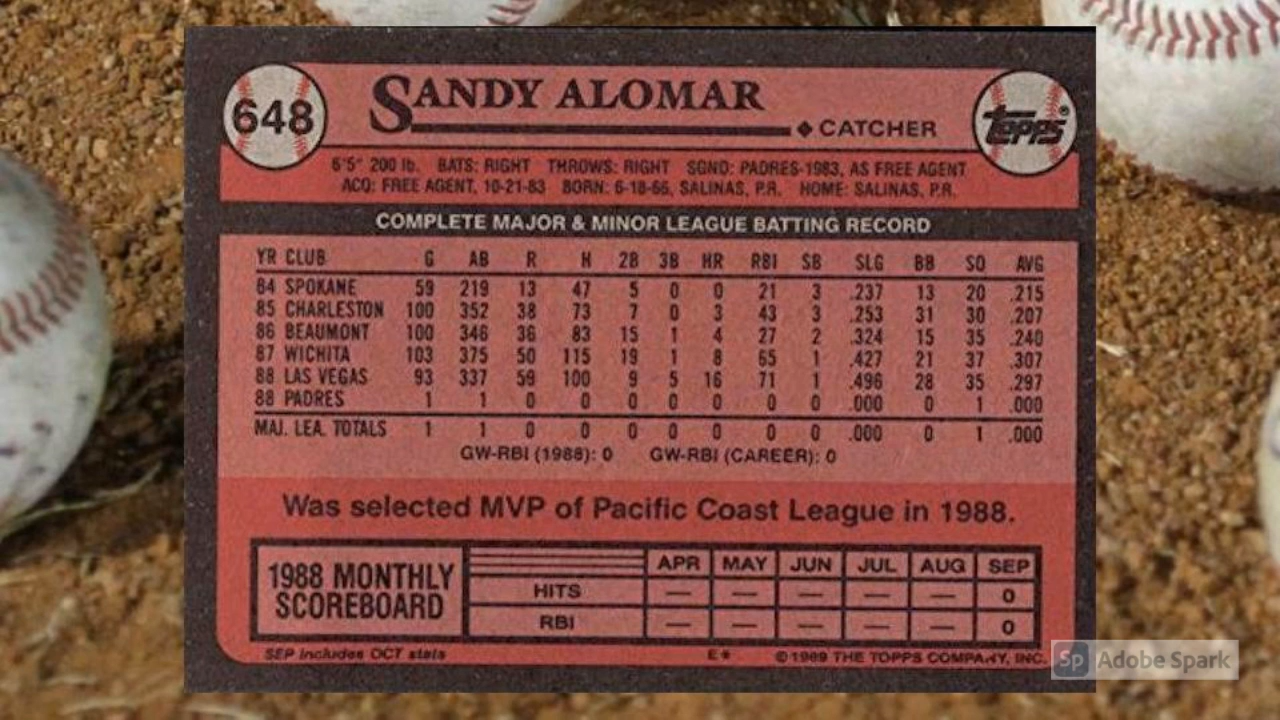 648
SANDY ALOMAR
◆ CATCHER
Topps®
6'5" 200 lb. BATS: RIGHT THROWS: RIGHT SGND: PADRES-1983, AS FREE AGENT
ACQ: FREE AGENT, 10-21-83 BORN: 6-18-66, SALINAS, P.R. HOME: SALINAS, P.R.
COMPLETE MAJOR & MINOR LEAGUE BATTING RECORD
YR CLUB G AB R H 2B 3B HR RBI SB SLG BB SO AVG
84 SPOKANE 59 219 13 47 5 0 0 21 3 .237 13 20 .215
85 CHARLESTON 100 352 38 73 7 0 3 43 3 .253 31 30 .207
86 BEAUMONT 100 346 36 83 15 1 4 27 2 .324 15 35 .240
87 WICHITA 103 375 50 115 19 1 8 65 1 .427 21 37 .307
88 LAS VEGAS 93 337 59 100 9 5 16 71 1 .496 28 35 .297
88 PADRES 1 1 0 0 0 0 0 0 0 .000 0 1 .000
MAJ. LEA. TOTALS 1 1 0 0 0 0 0 0 0 .000 0 1 .000
GW-RBI (1988): 0 GW-RBI (CAREER): 0
Was selected MVP of Pacific Coast League in 1988.
1988 MONTHLY
SCOREBOARD
APR MAY JUN JUL AUG SEP
HITS — — — — — 0
RBI — — — — — 0
SEP includes OCT stats E* © 1989 THE TOPPS COMPANY, INC.
Sp Adobe Spark